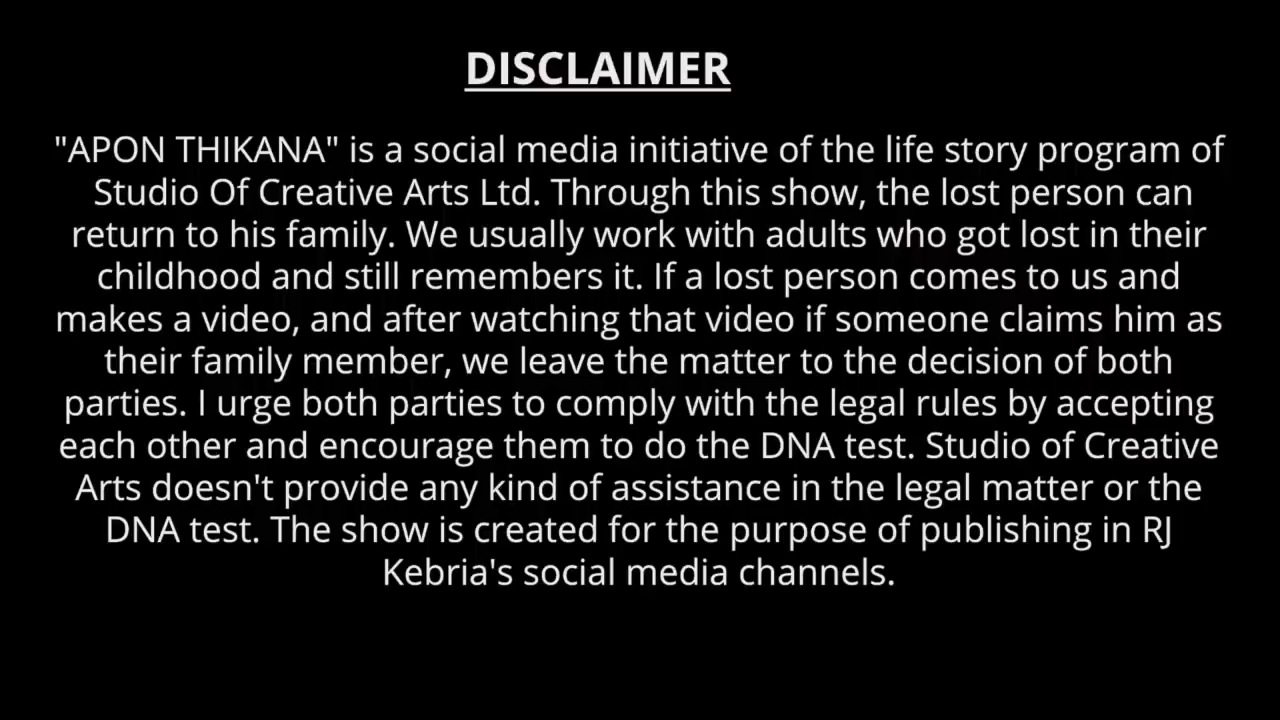 DISCLAIMER
"APON THIKANA" is a social media initiative of the life story program of
Studio Of Creative Arts Ltd. Through this show, the lost person can
return to his family. We usually work with adults who got lost in their
childhood and still remembers it. If a lost person comes to us and
makes a video, and after watching that video if someone claims him as
their family member, we leave the matter to the decision of both
parties. I urge both parties to comply with the legal rules by accepting
each other and encourage them to do the DNA test. Studio of Creative
Arts doesn't provide any kind of assistance in the legal matter or the
DNA test. The show is created for the purpose of publishing in RJ
Kebria's social media channels.